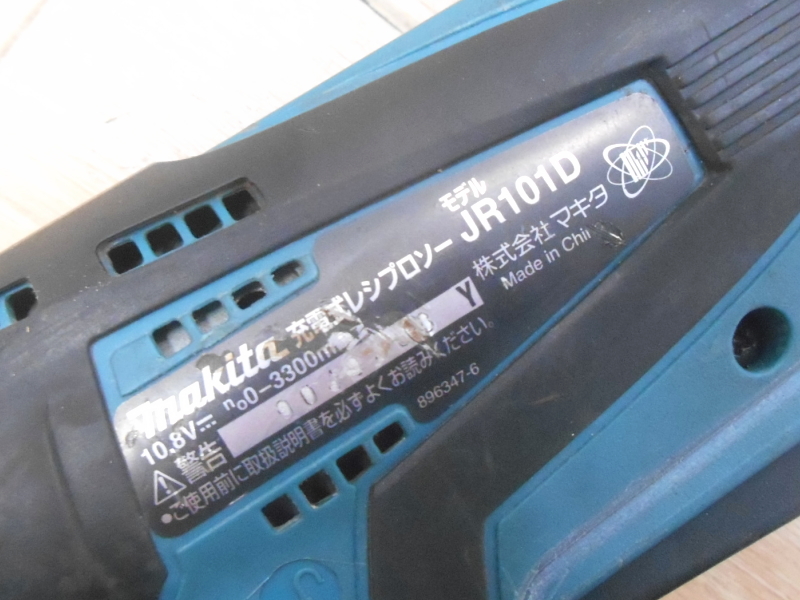 makita 充電式レシプロソー モデル JR101D
10.8V n₀0-3300m 株式会社マキタ
Y Made in Chi
警告
●ご使用前に取扱説明書を必ずよくお読みください。
896347-6